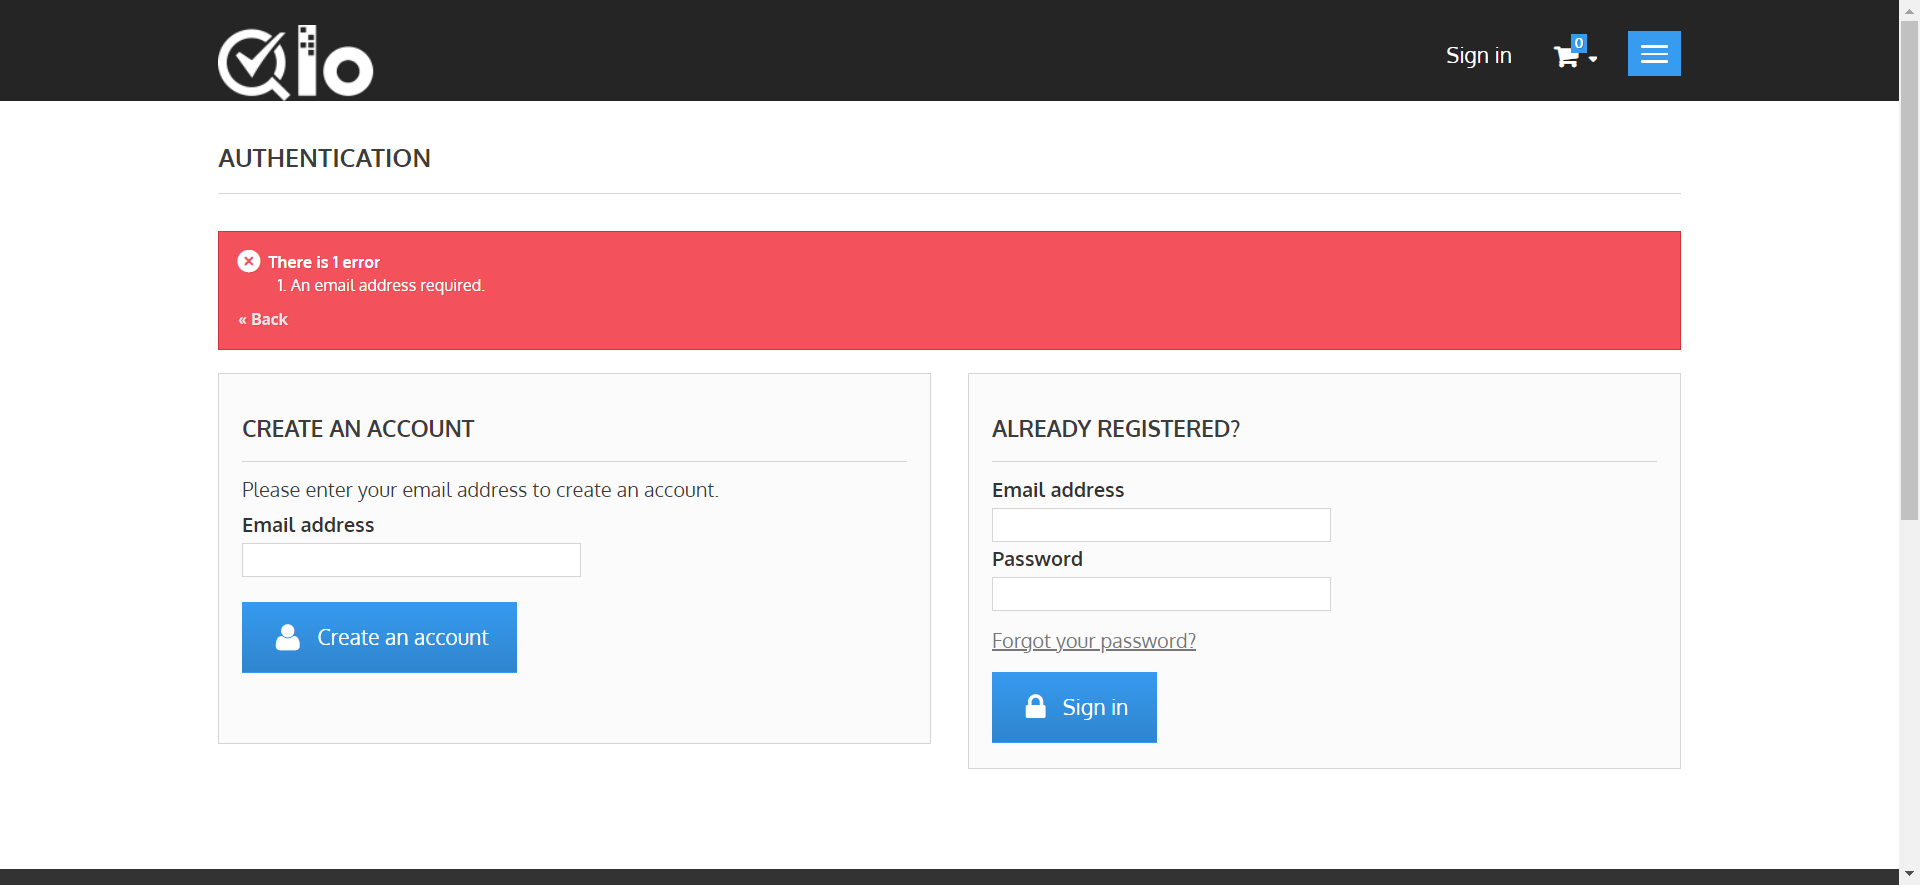 Qlo
Sign in
0
AUTHENTICATION
There is 1 error
1. An email address required.
« Back
CREATE AN ACCOUNT
Please enter your email address to create an account.
Email address
Create an account
ALREADY REGISTERED?
Email address
Password
Forgot your password?
Sign in